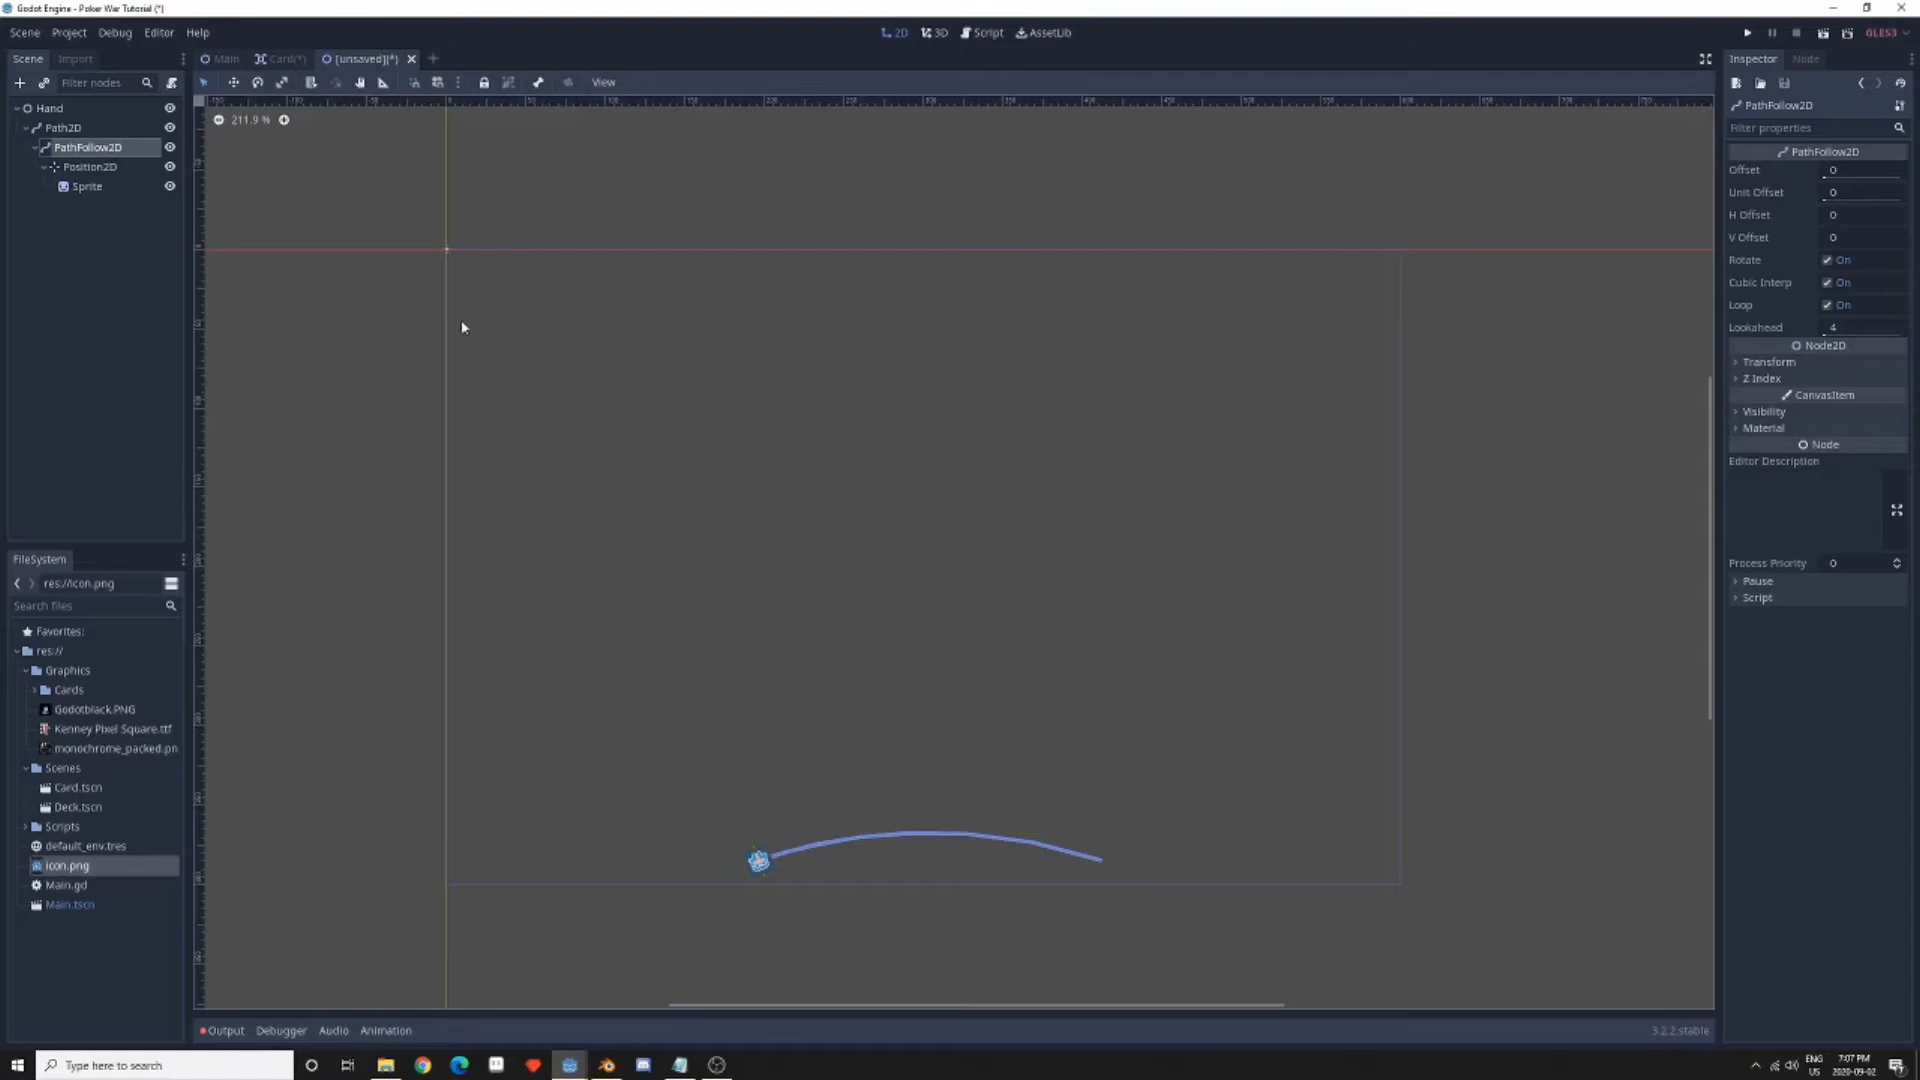 Godot Engine - Poker War Tutorial (*)
Scene Project Debug Editor Help
2D 3D Script AssetLib
GLES3
Scene Import
Main Card(*) [unsaved](*)
Inspector Node
Filter nodes
View
Hand
Path2D
PathFollow2D
Position2D
Sprite
211.9 %
PathFollow2D
Filter properties
PathFollow2D
Offset 0
Unit Offset 0
H Offset 0
V Offset 0
Rotate On
Cubic Interp On
Loop On
Lookahead 4
Node2D
Transform
Z Index
CanvasItem
Visibility
Material
Node
Editor Description
Process Priority 0
Pause
Script
FileSystem
res://icon.png
Search files
Favorites:
res://
Graphics
Cards
Godotblack.PNG
Kenney Pixel Square.ttf
monochrome_packed.pn
Scenes
Card.tscn
Deck.tscn
Scripts
default_env.tres
icon.png
Main.gd
Main.tscn
Output Debugger Audio Animation
3.2.2.stable
Type here to search
ENG
US
7:07 PM
2020-09-02